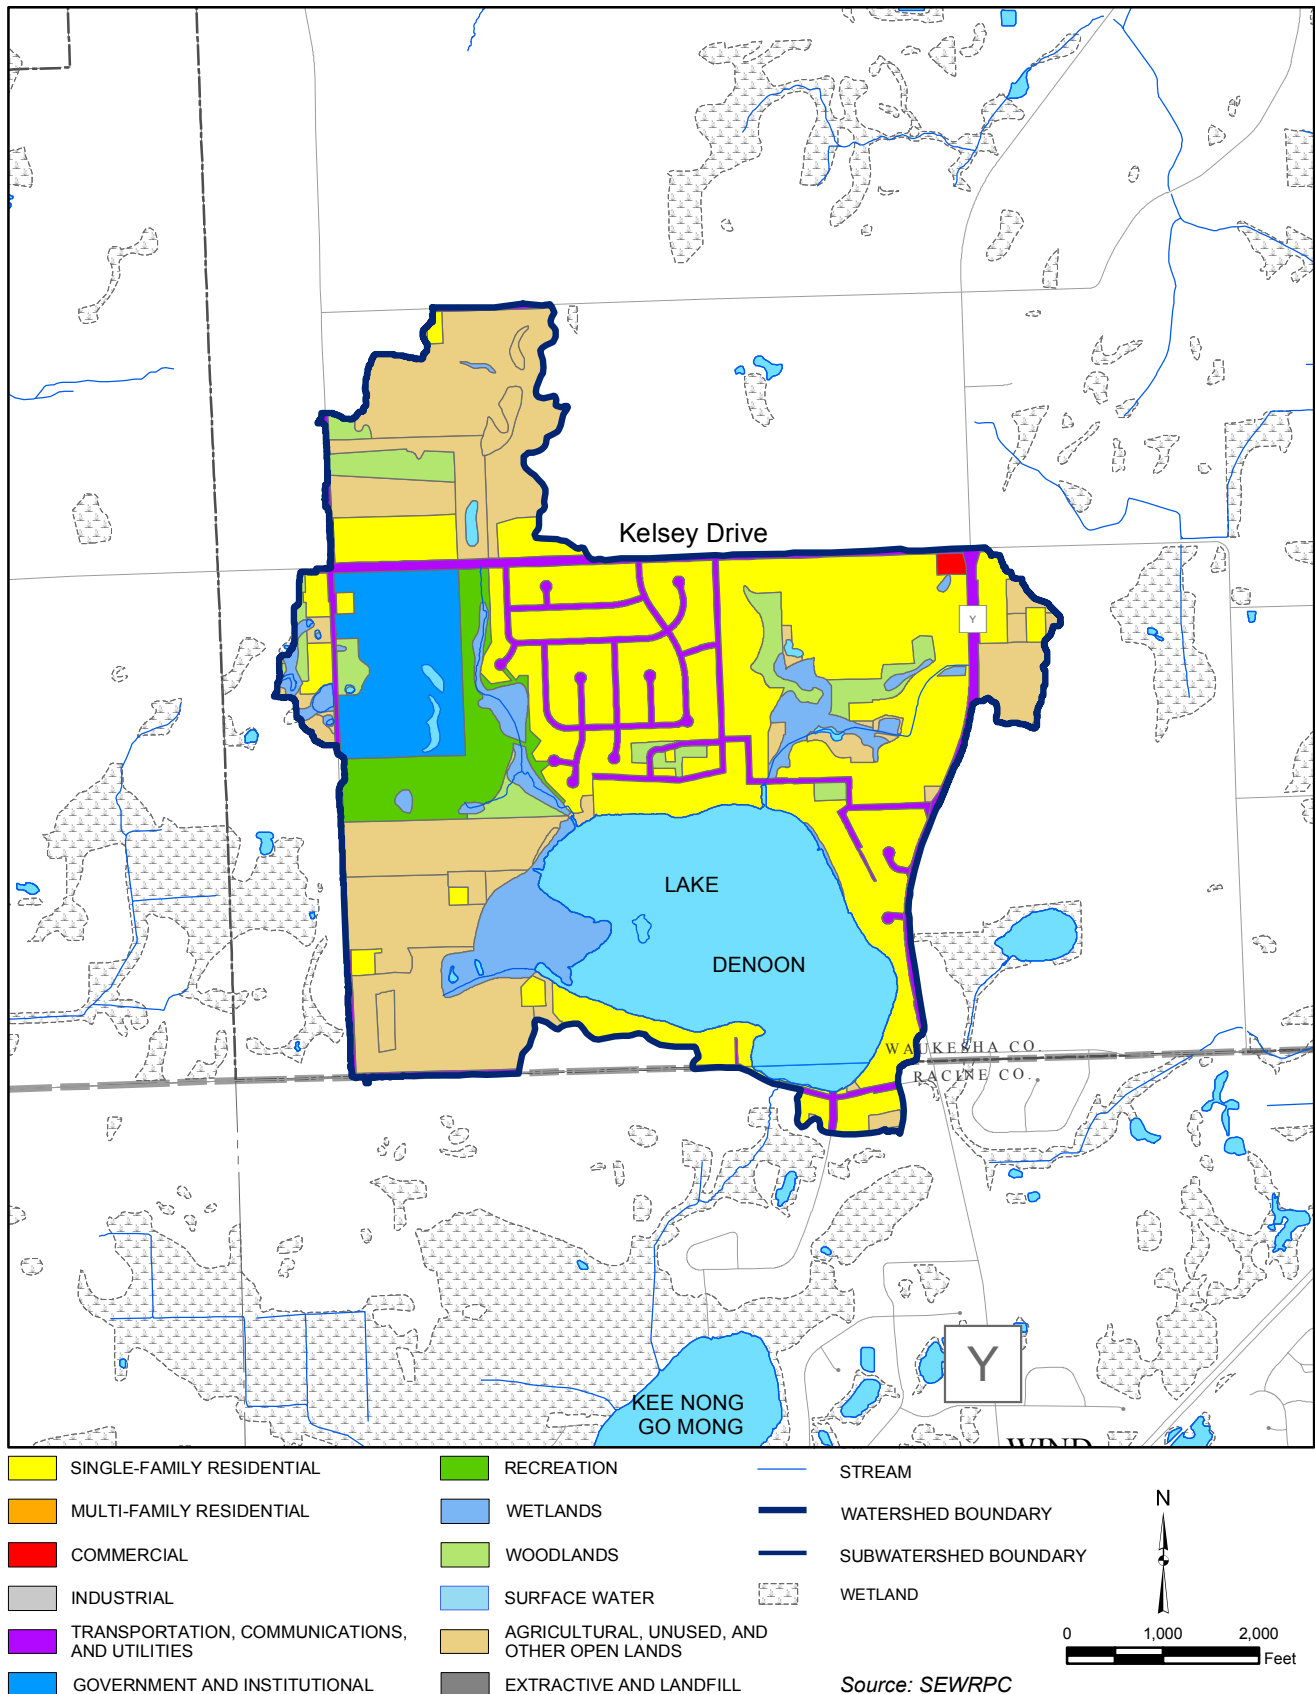 Kelsey Drive
Y
LAKE
DENOON
WAUKESHA CO.
RACINE CO.
Y
KEE NONG
GO MONG
WIND
SINGLE-FAMILY RESIDENTIAL
MULTI-FAMILY RESIDENTIAL
COMMERCIAL
INDUSTRIAL
TRANSPORTATION, COMMUNICATIONS,
AND UTILITIES
GOVERNMENT AND INSTITUTIONAL
RECREATION
WETLANDS
WOODLANDS
SURFACE WATER
AGRICULTURAL, UNUSED, AND
OTHER OPEN LANDS
EXTRACTIVE AND LANDFILL
STREAM
WATERSHED BOUNDARY
SUBWATERSHED BOUNDARY
WETLAND
Source: SEWRPC
N
0 1,000 2,000
Feet